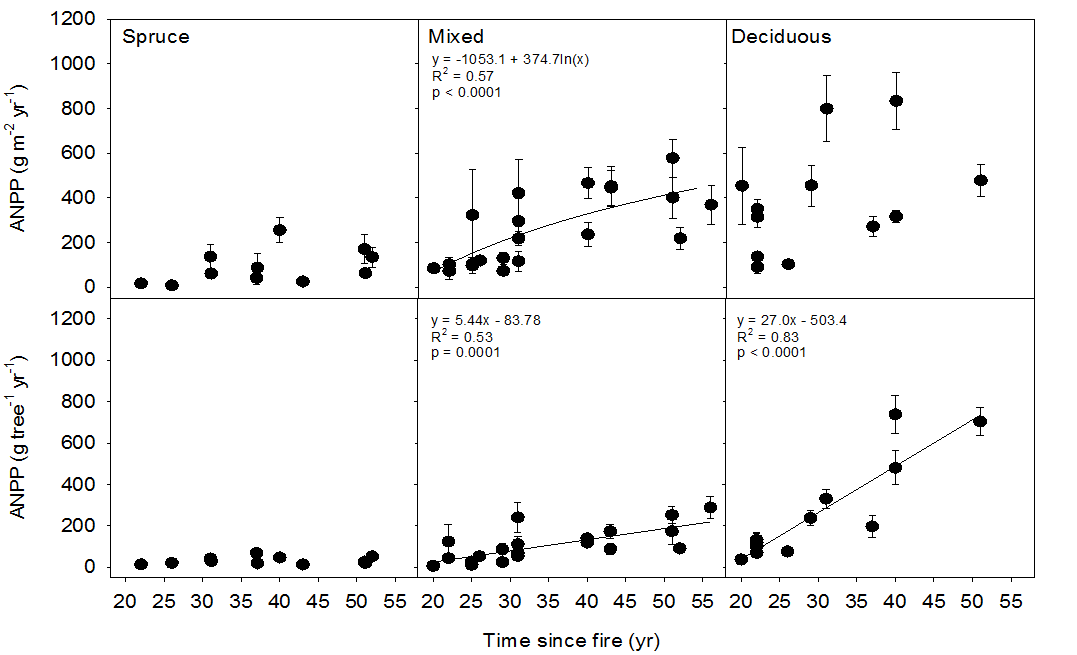 1200
1000
800
600
400
200
0
ANPP (g m-2 yr-1)
Spruce
Mixed
y = -1053.1 + 374.7ln(x)
R2 = 0.57
p < 0.0001
Deciduous
1200
1000
800
600
400
200
0
ANPP (g tree-1 yr-1)
y = 5.44x - 83.78
R2 = 0.53
p = 0.0001
y = 27.0x - 503.4
R2 = 0.83
p < 0.0001
20 25 30 35 40 45 50 55 20 25 30 35 40 45 50 55 20 25 30 35 40 45 50 55
Time since fire (yr)